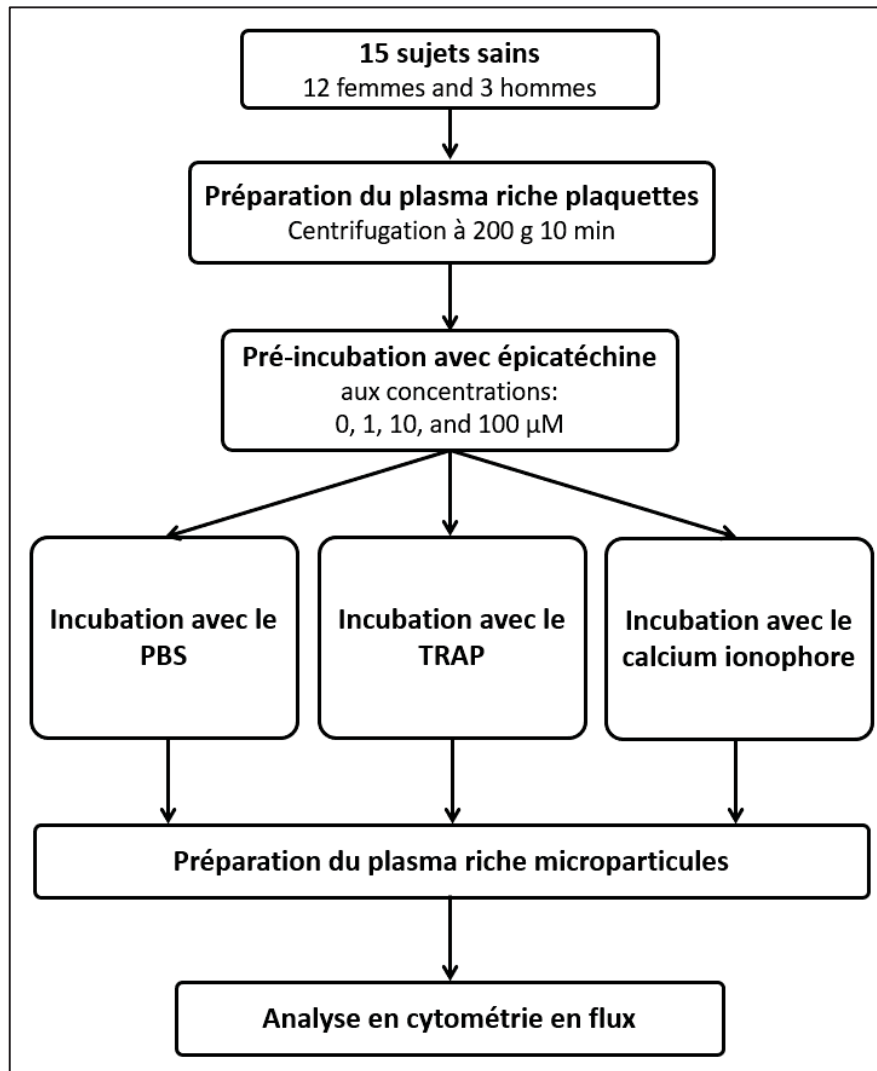 15 sujets sains
12 femmes and 3 hommes
Préparation du plasma riche plaquettes
Centrifugation à 200 g 10 min
Pré-incubation avec épicatéchine
aux concentrations:
0, 1, 10, and 100 µM
Incubation avec le
PBS
Incubation avec le
TRAP
Incubation avec le
calcium ionophore
Préparation du plasma riche microparticules
Analyse en cytométrie en flux